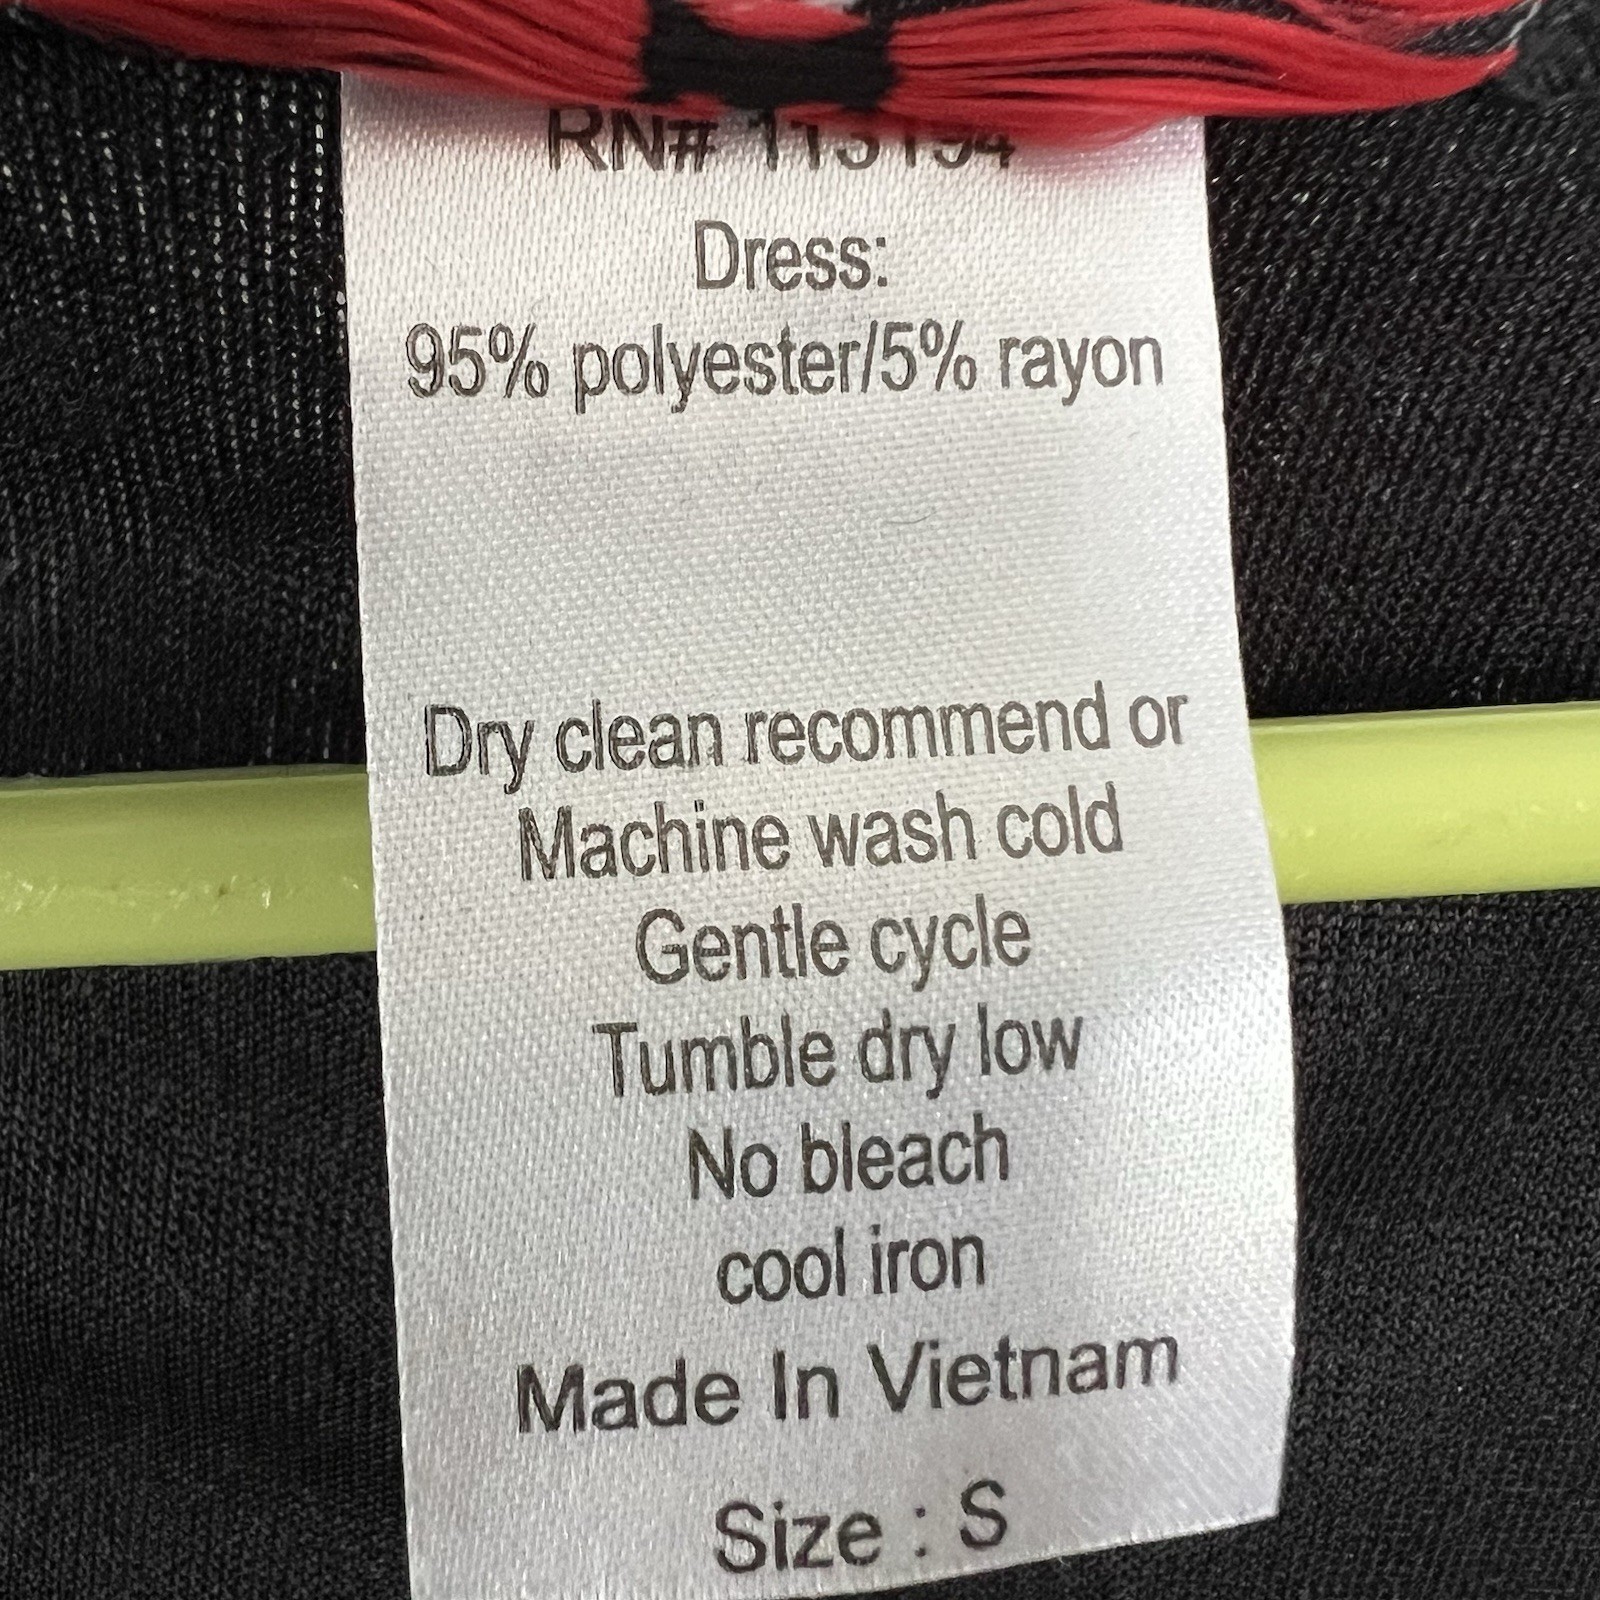 RN# 113194
Dress:
95% polyester/5% rayon
Dry clean recommend or
Machine wash cold
Gentle cycle
Tumble dry low
No bleach
cool iron
Made In Vietnam
Size : S